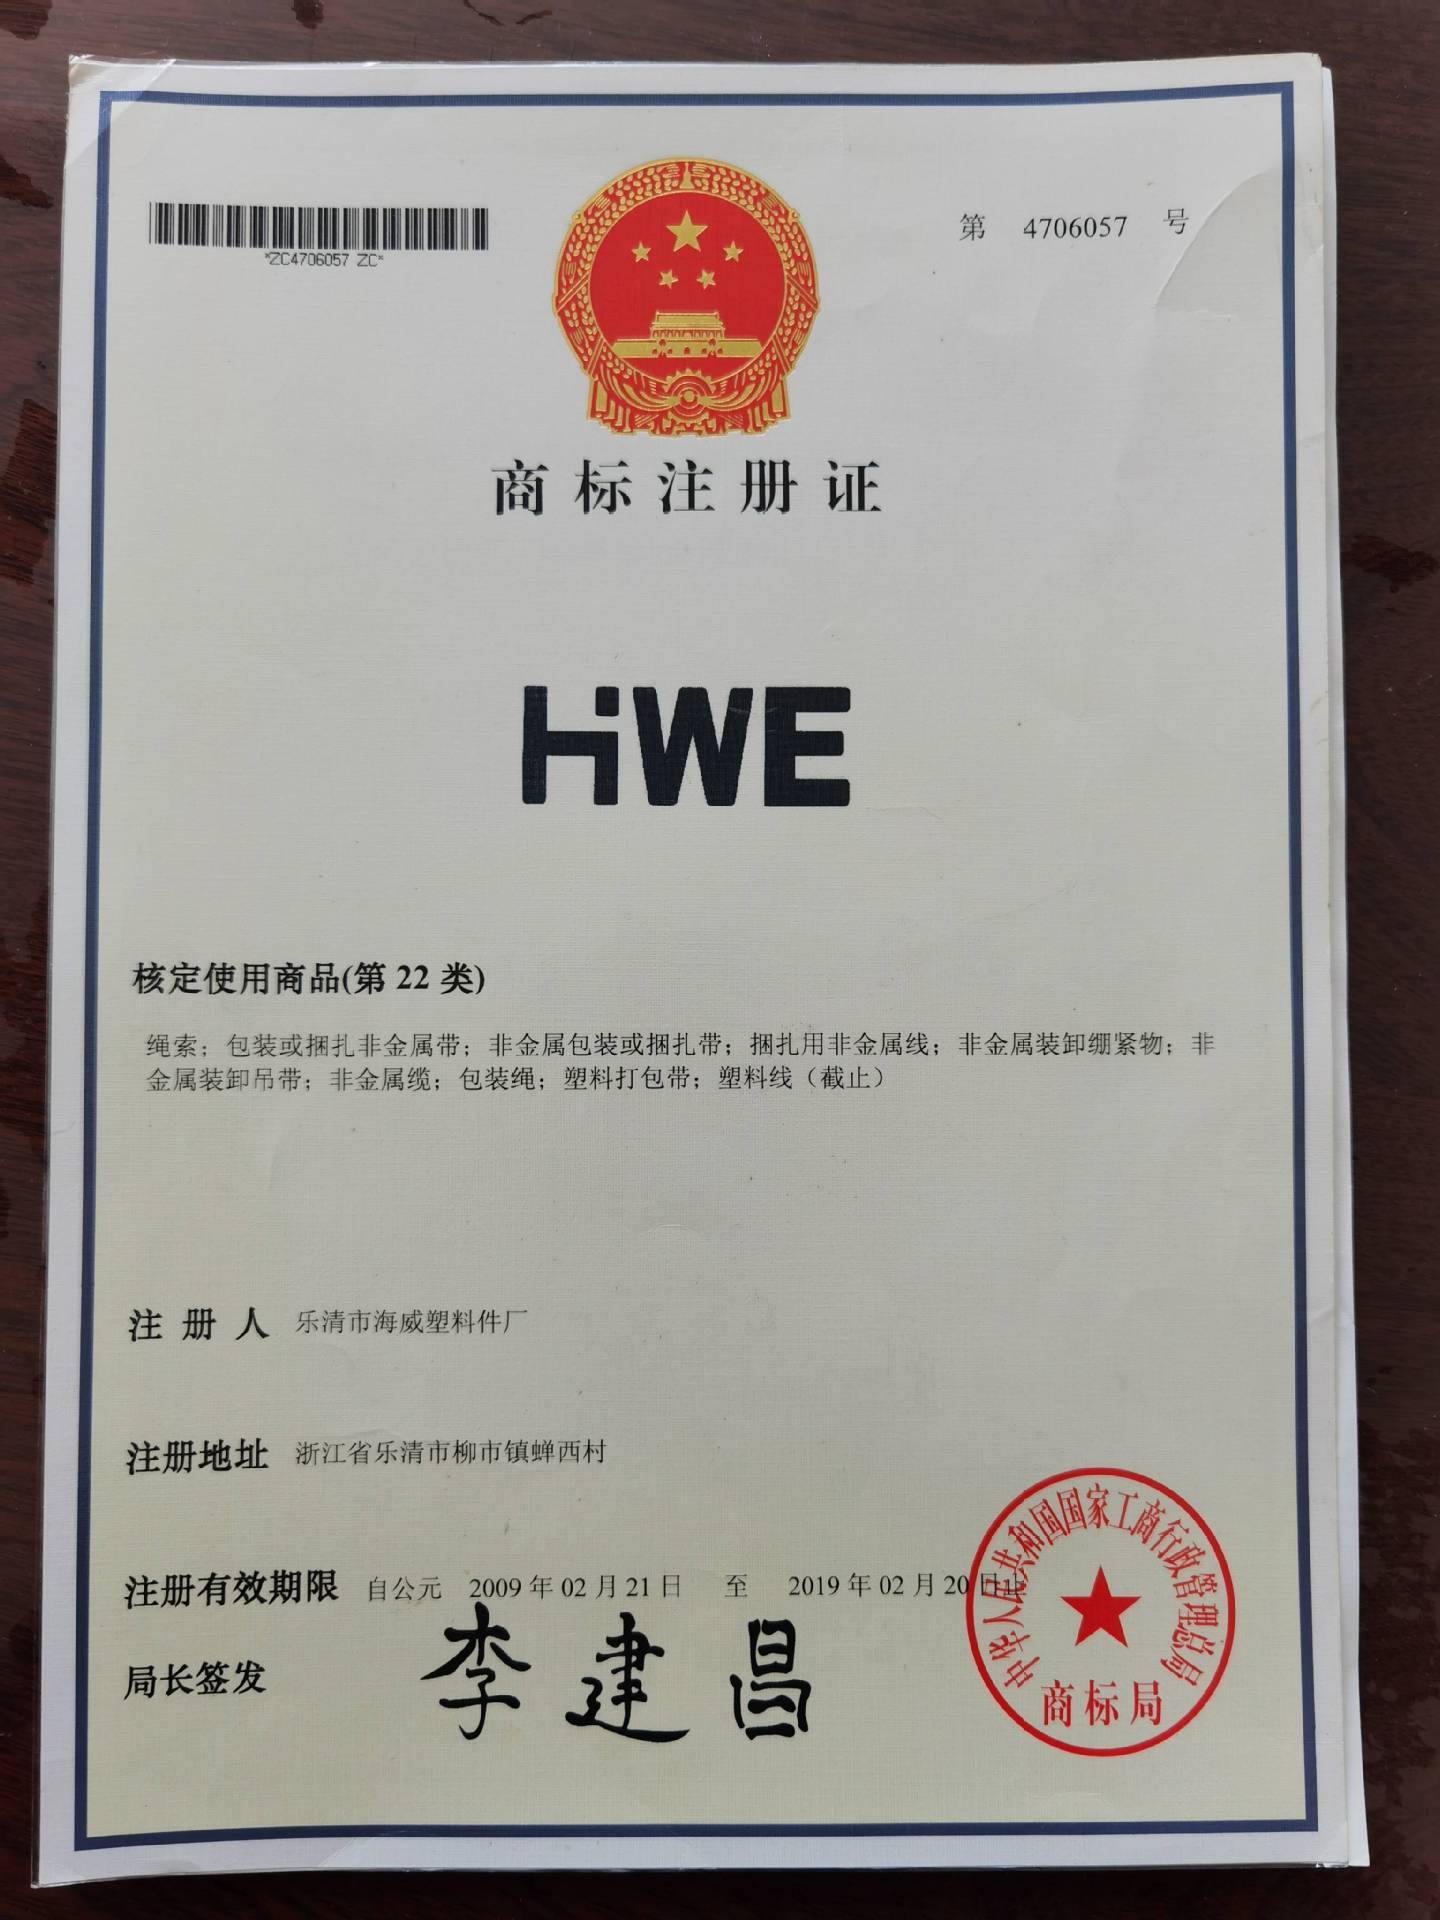 *ZC4706057 ZC*
第 4706057 号
商标注册证
HWE
核定使用商品(第 22 类)
绳索；包装或捆扎非金属带；非金属包装或捆扎带；捆扎用非金属线；非金属装卸绷紧物；非
金属装卸吊带；非金属缆；包装绳；塑料打包带；塑料线（截止）
注 册 人 乐清市海威塑料件厂
注册地址 浙江省乐清市柳市镇蝉西村
注册有效期限 自公元 2009 年 02 月 21 日 至 2019 年 02 月 20 日止
局长签发 李建昌
中华人民共和国国家工商行政管理总局
商标局